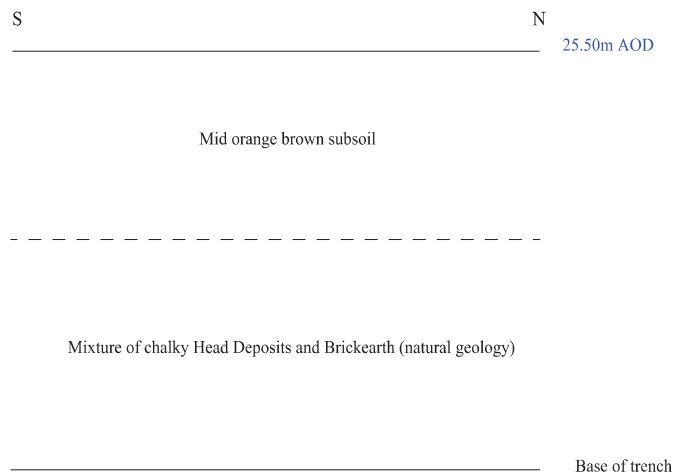 S N
25.50m AOD
Mid orange brown subsoil
Mixture of chalky Head Deposits and Brickearth (natural geology)
Base of trench